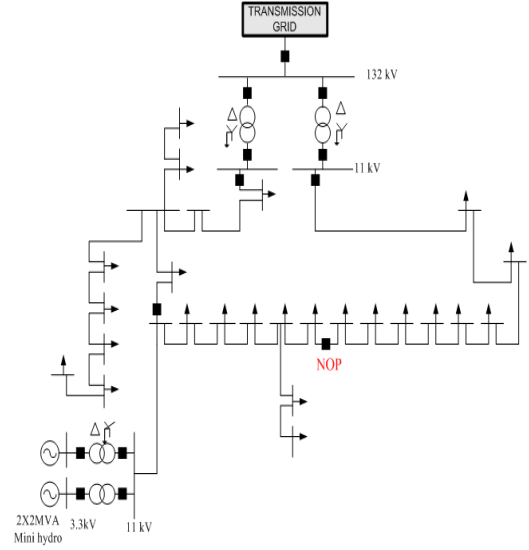 TRANSMISSION
GRID
132 kV
Δ
Δ
11 kV
NOP
Δ
2X2MVA
Mini hydro
3.3kV
11 kV